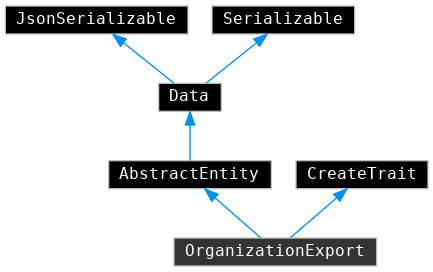 JsonSerializable
Serializable
Data
AbstractEntity
CreateTrait
OrganizationExport